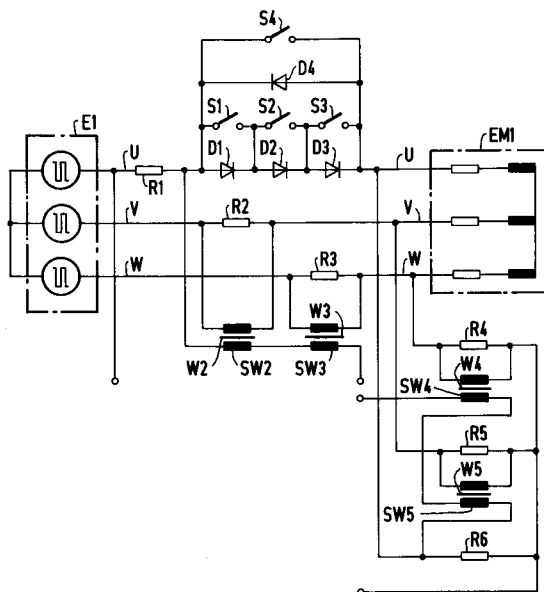 S4
D4
E1
S1 S2 S3
U D1 D2 D3 U EM1
R1
V R2 V
W R3 W
W3 R4
W2 SW2 SW3 W4
SW4
R5
W5
SW5
R6